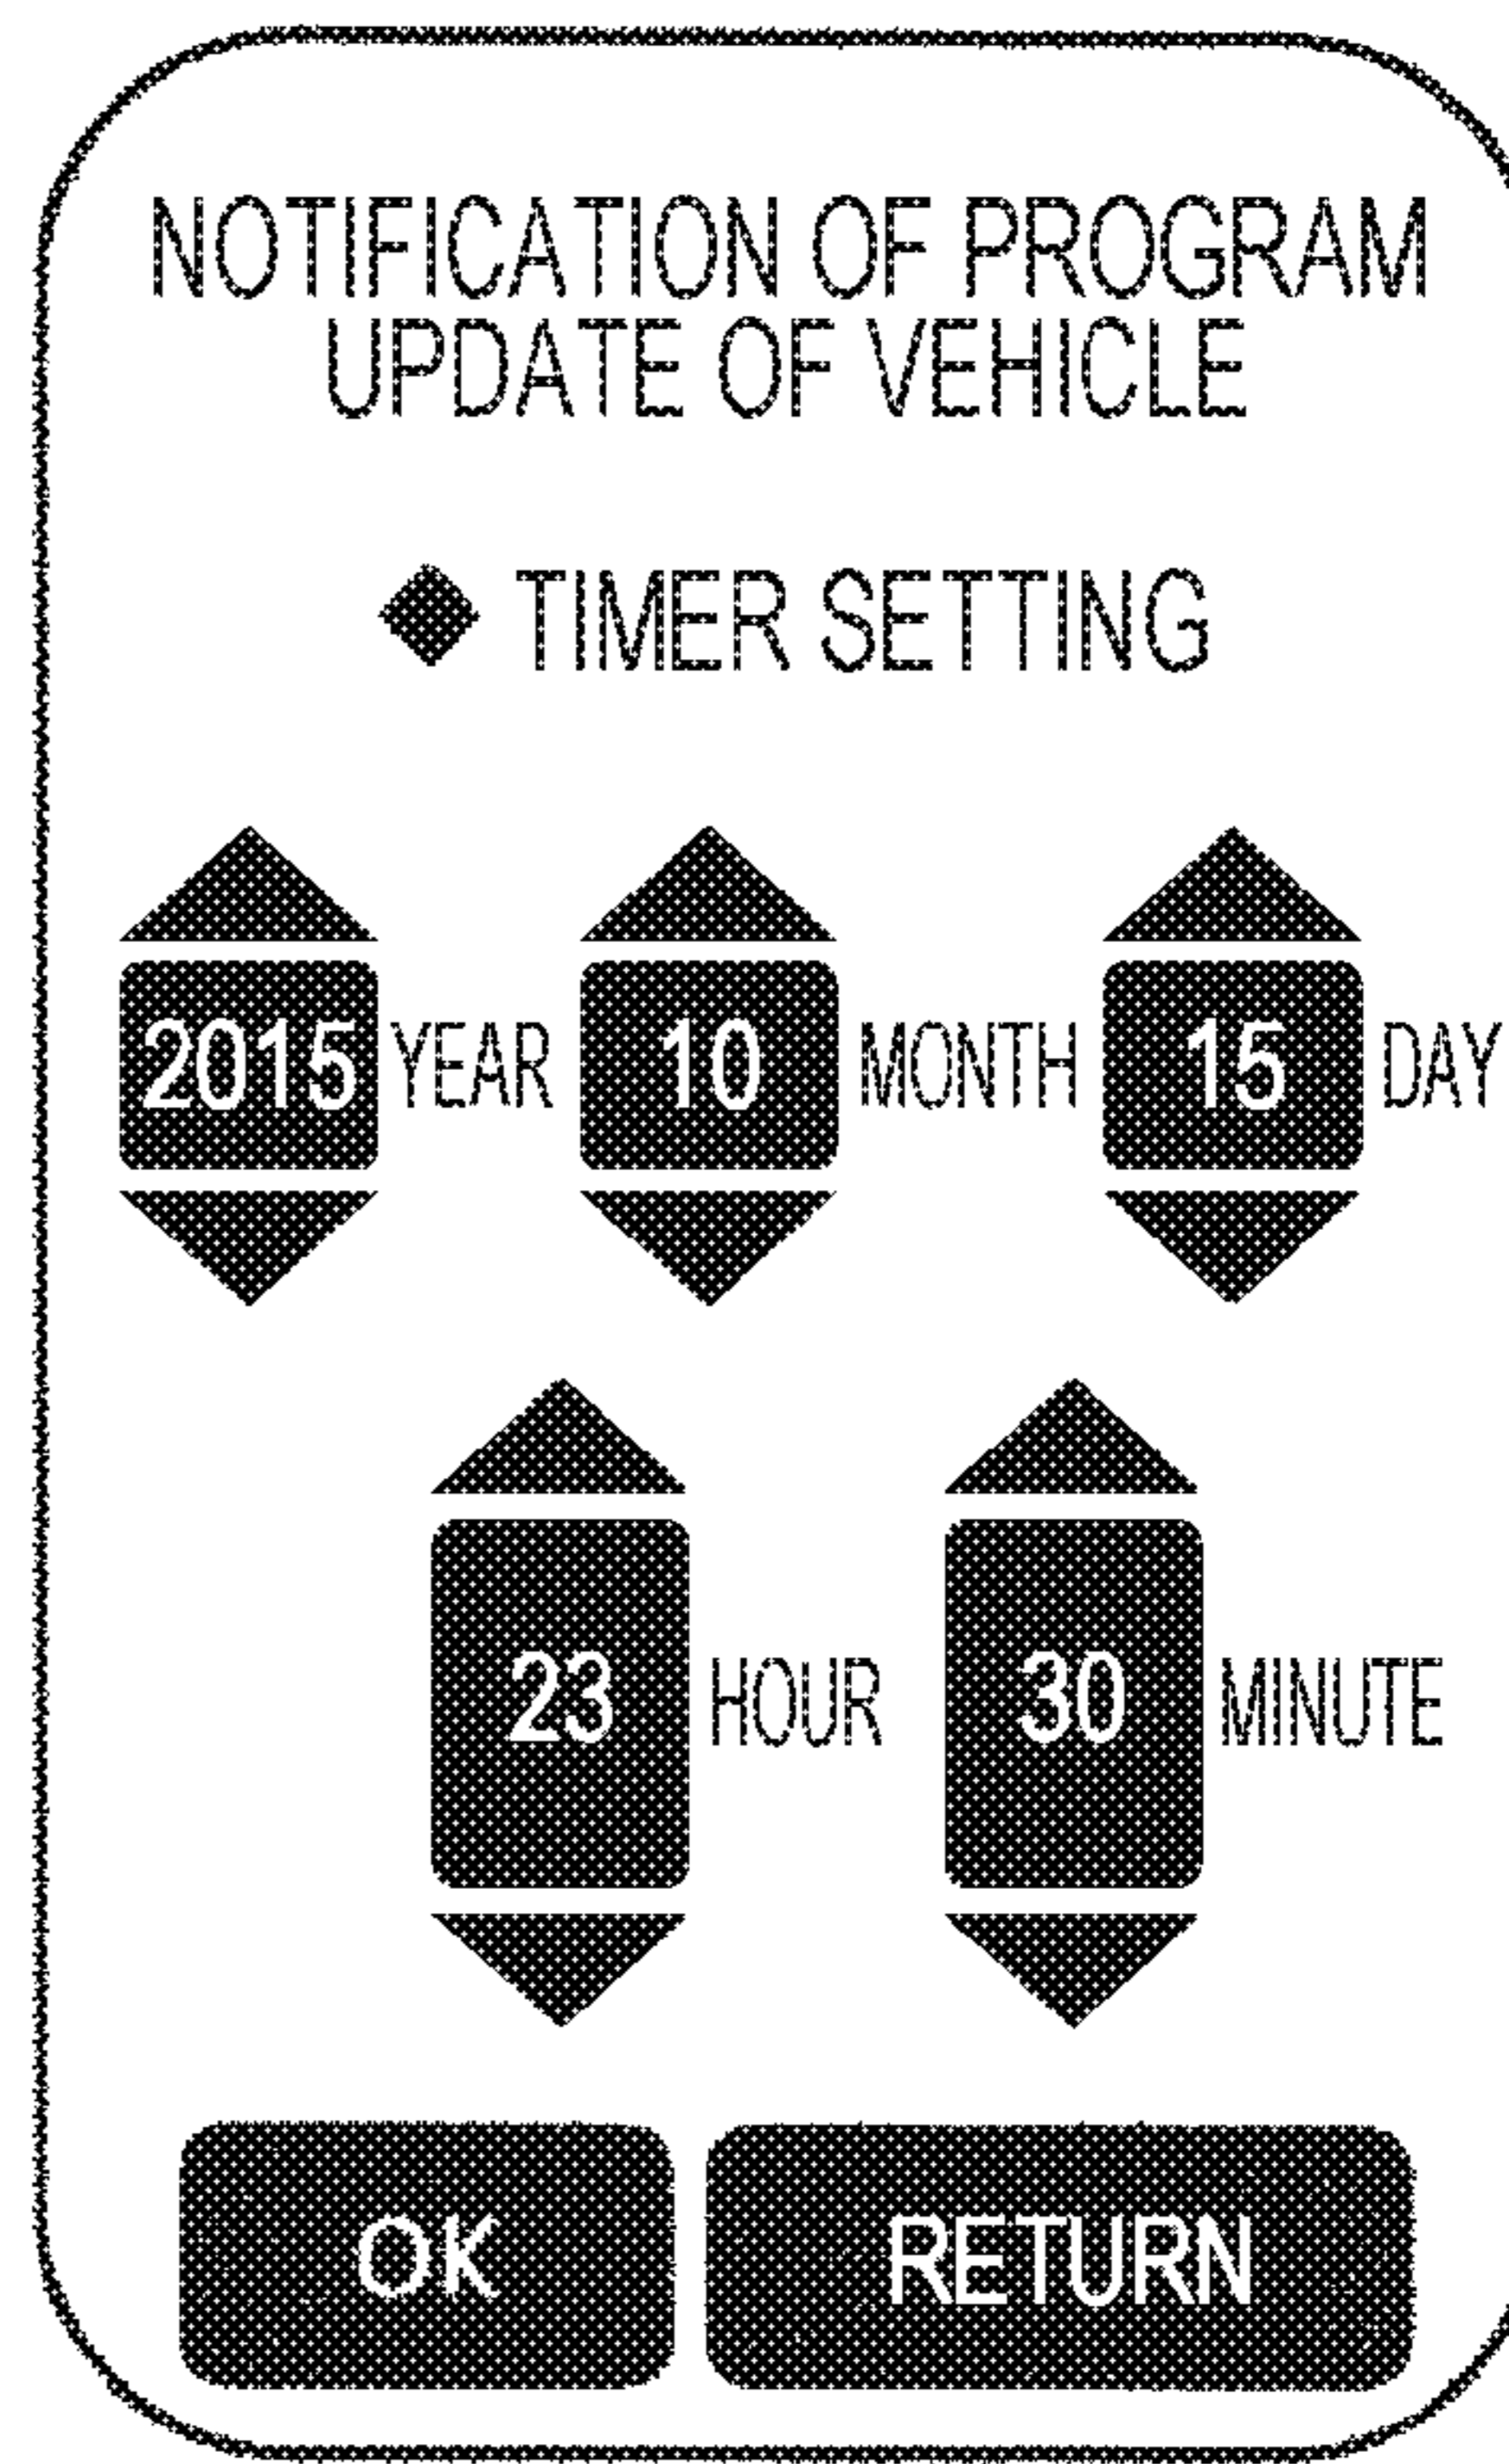 NOTIFICATION OF PROGRAM
UPDATE OF VEHICLE
◆ TIMER SETTING
2015 YEAR 10 MONTH 15 DAY
23 HOUR 30 MINUTE
OK RETURN